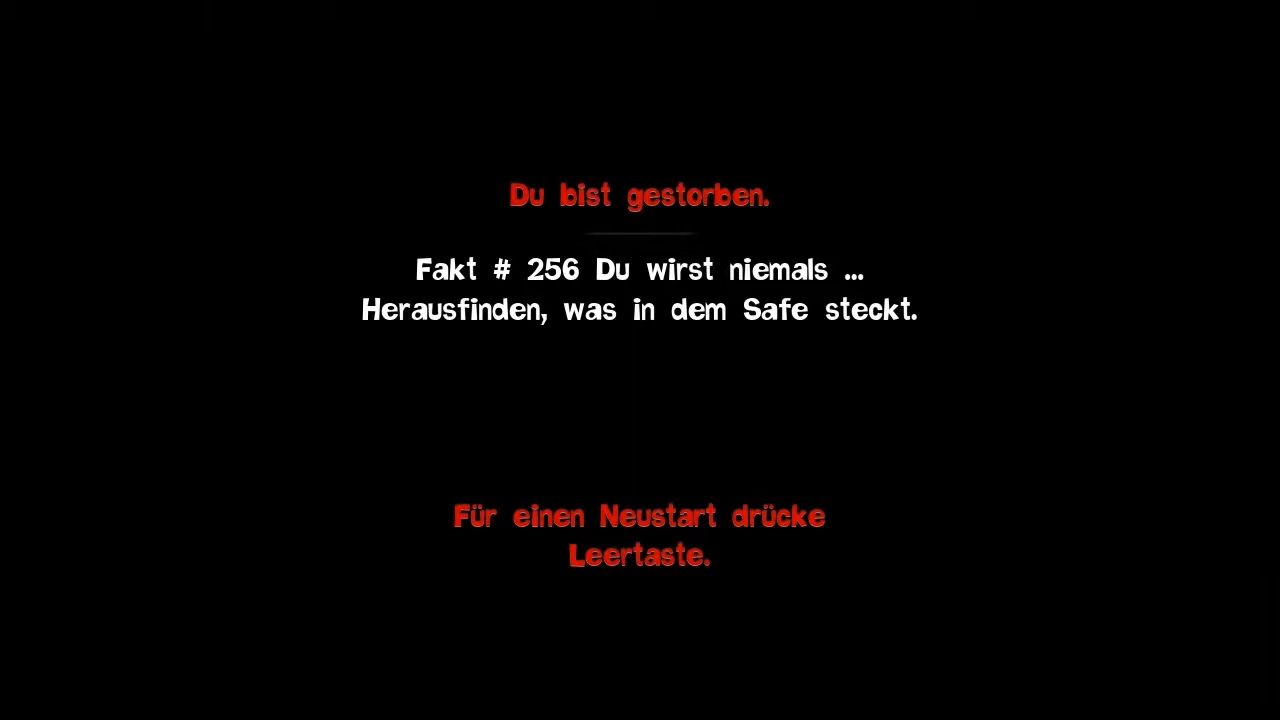 Du bist gestorben.
Fakt # 256 Du wirst niemals ...
Herausfinden, was in dem Safe steckt.
Für einen Neustart drücke
Leertaste.